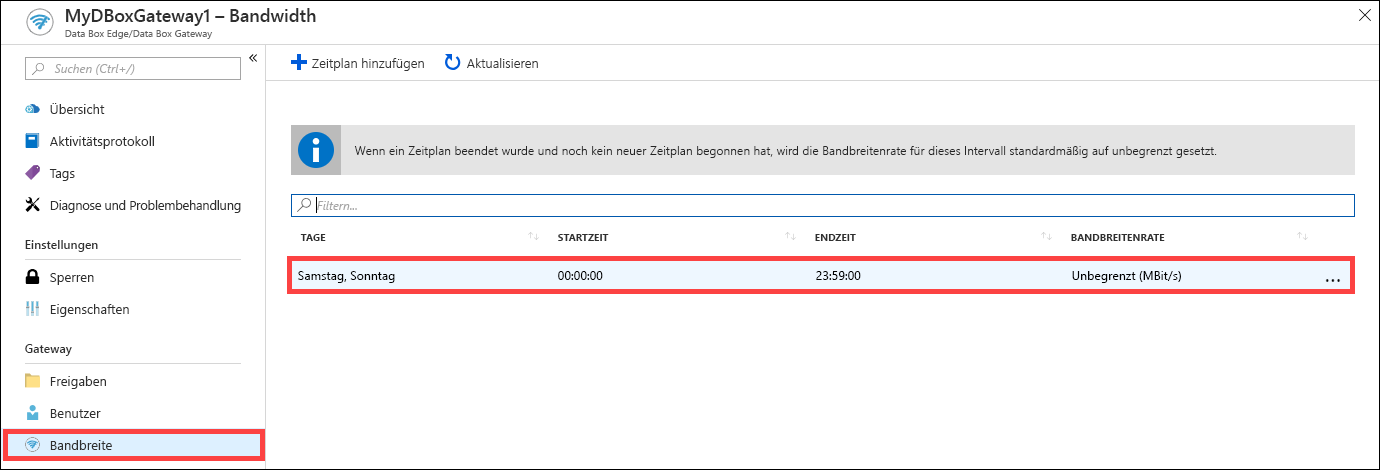 MyDBoxGateway1 – Bandwidth
Data Box Edge/Data Box Gateway
Suchen (Ctrl+/)
Übersicht
Aktivitätsprotokoll
Tags
Diagnose und Problembehandlung
Einstellungen
Sperren
Eigenschaften
Gateway
Freigaben
Benutzer
Bandbreite
Zeitplan hinzufügen Aktualisieren
Wenn ein Zeitplan beendet wurde und noch kein neuer Zeitplan begonnen hat, wird die Bandbreitenrate für dieses Intervall standardmäßig auf unbegrenzt gesetzt.
Filtern...
TAGE STARTZEIT ENDZEIT BANDBREITENRATE
Samstag, Sonntag 00:00:00 23:59:00 Unbegrenzt (MBit/s) ...